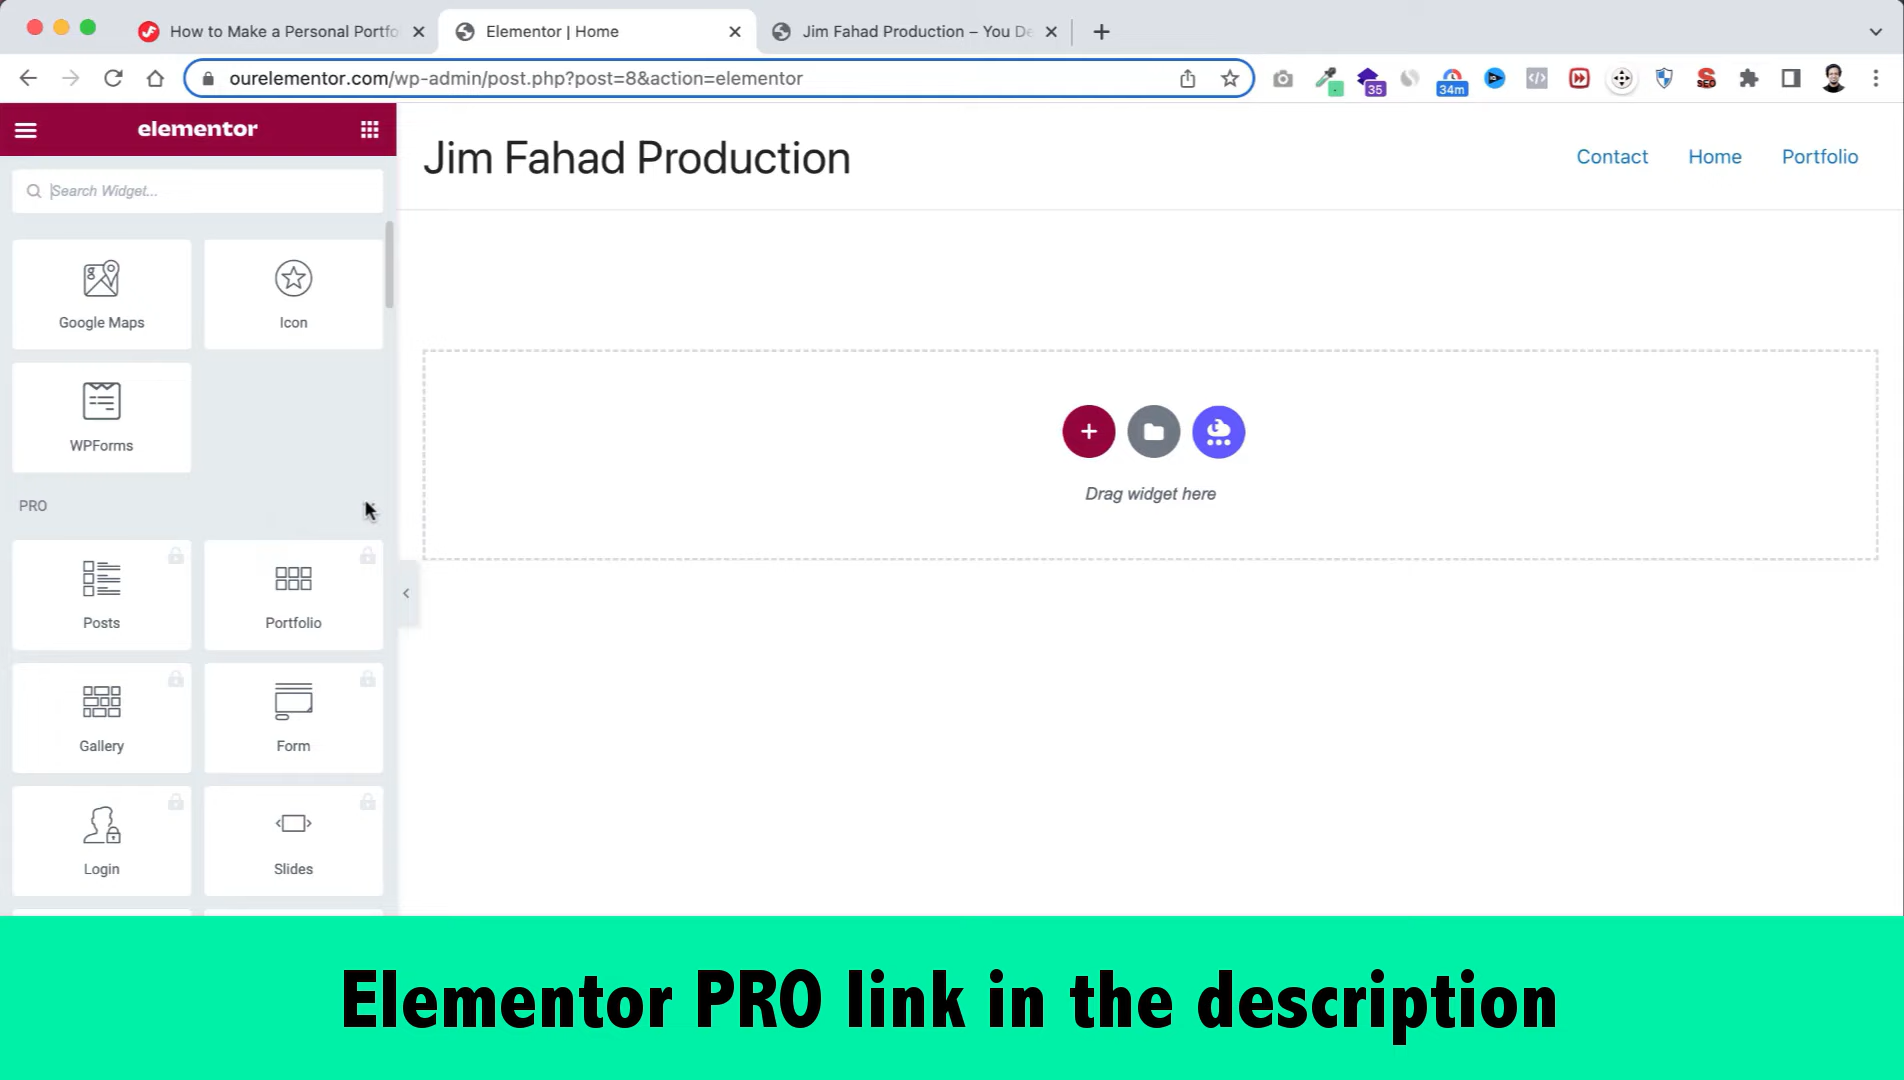 How to Make a Personal Portfo
Elementor | Home
Jim Fahad Production – You De
ourelementor.com/wp-admin/post.php?post=8&action=elementor
35
34m
SEO
elementor
Jim Fahad Production
Contact
Home
Portfolio
Search Widget...
Google Maps
Icon
WPForms
Drag widget here
PRO
Posts
Portfolio
Gallery
Form
Login
Slides
Elementor PRO link in the description